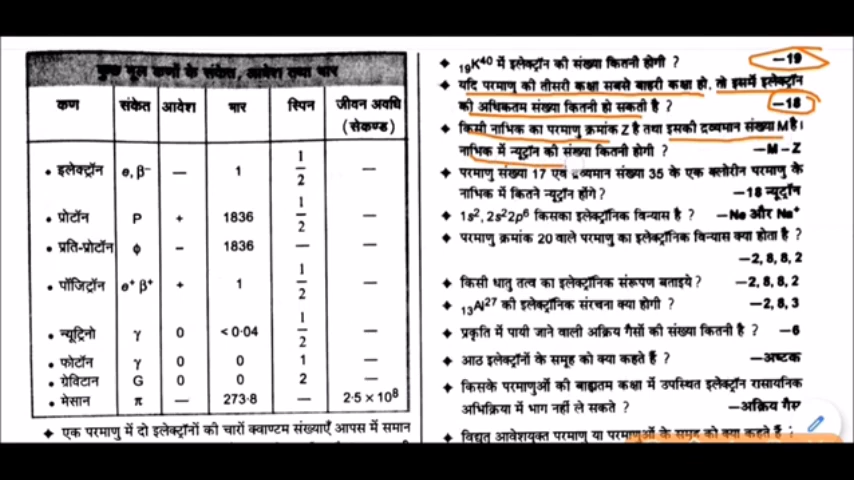 कुछ मूल कणों के संकेत, आवेश तथा भार
कण संकेत आवेश भार स्पिन जीवन अवधि (सेकण्ड)
• इलेक्ट्रॉन e, β⁻ — 1 1/2 —
• प्रोटॉन P + 1836 1/2 —
• प्रति-प्रोटॉन ϕ − 1836 — —
• पॉजिट्रॉन e⁺ β⁺ + 1 1/2 —
• न्यूट्रिनो γ 0 <0·04 1/2 —
• फोटॉन γ 0 0 1 —
• ग्रेविटान G 0 0 2 —
• मेसान π — 273·8 — 2·5 × 10⁸
✦ एक परमाणु में दो इलेक्ट्रॉनों की चारों क्वाण्टम संख्याएँ आपस में समान
✦ ₁₉K⁴⁰ में इलेक्ट्रॉन की संख्या कितनी होगी ? —19
✦ यदि परमाणु की तीसरी कक्षा सबसे बाहरी कक्षा हो, तो इसमें इलेक्ट्रॉन
की अधिकतम संख्या कितनी हो सकती है ? —18
✦ किसी नाभिक का परमाणु क्रमांक Z है तथा इसकी द्रव्यमान संख्या M है।
नाभिक में न्यूट्रॉन की संख्या कितनी होगी ? —M – Z
✦ परमाणु संख्या 17 एवं द्रव्यमान संख्या 35 के एक क्लोरीन परमाणु के
नाभिक में कितने न्यूट्रॉन होंगे ? —18 न्यूट्रॉन
✦ 1s², 2s² 2p⁶ किसका इलेक्ट्रॉनिक विन्यास है ? —Ne और Na⁺
✦ परमाणु क्रमांक 20 वाले परमाणु का इलेक्ट्रॉनिक विन्यास क्या होता है ?
—2, 8, 8, 2
✦ किसी धातु तत्व का इलेक्ट्रॉनिक संरूपण बताइये ? —2, 8, 8, 2
✦ ₁₃Al²⁷ की इलेक्ट्रॉनिक संरचना क्या होगी ? —2, 8, 3
✦ प्रकृति में पायी जाने वाली अक्रिय गैसों की संख्या कितनी है ? —6
✦ आठ इलेक्ट्रॉनों के समूह को क्या कहते हैं ? —अष्टक
✦ किसके परमाणुओं की बाह्यतम कक्षा में उपस्थित इलेक्ट्रॉन रासायनिक
अभिक्रिया में भाग नहीं ले सकते ? —अक्रिय गैस
✦ विद्युत आवेशयुक्त परमाणु या परमाणुओं के समूह को क्या कहते हैं ?